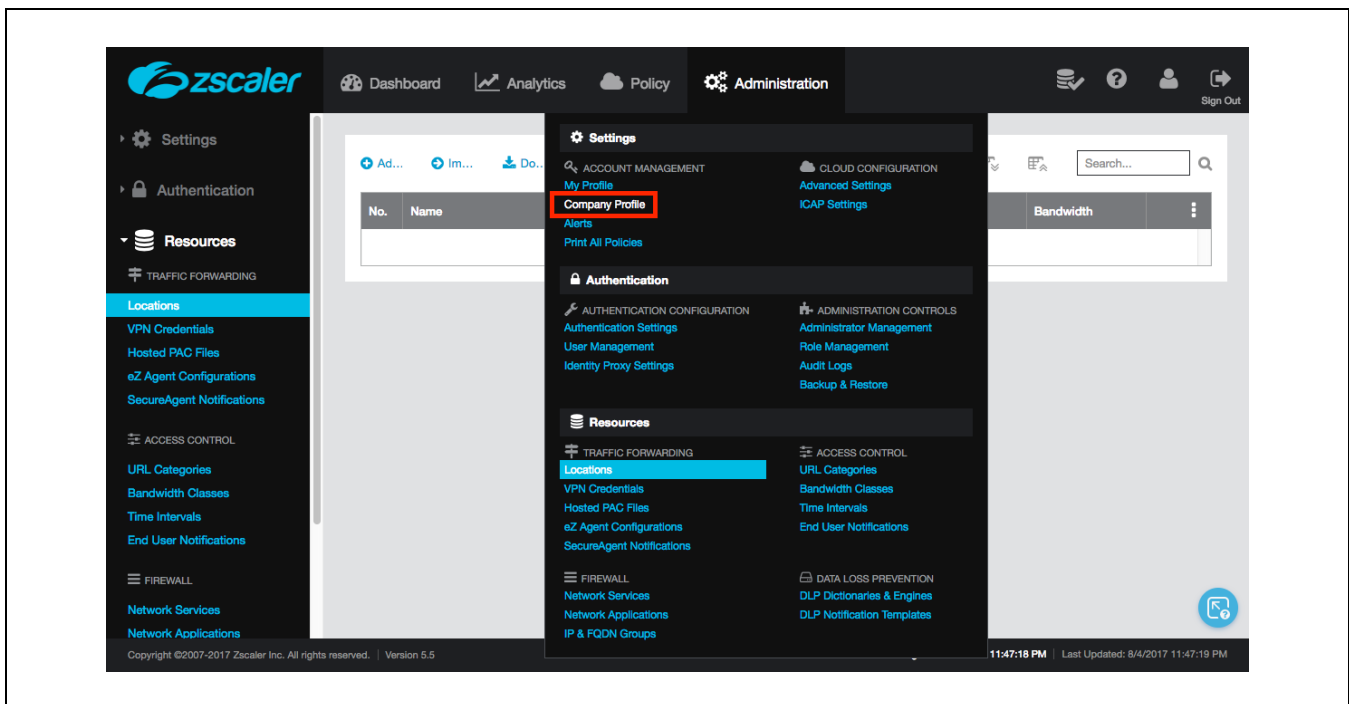 zscaler
Dashboard
Analytics
Policy
Administration
Sign Out
Settings
Authentication
Resources
TRAFFIC FORWARDING
Locations
VPN Credentials
Hosted PAC Files
eZ Agent Configurations
SecureAgent Notifications
ACCESS CONTROL
URL Categories
Bandwidth Classes
Time Intervals
End User Notifications
FIREWALL
Network Services
Network Applications
Ad...
Im...
Do...
Search...
No.
Name
Bandwidth
Settings
ACCOUNT MANAGEMENT
My Profile
Company Profile
Alerts
Print All Policies
CLOUD CONFIGURATION
Advanced Settings
ICAP Settings
Authentication
AUTHENTICATION CONFIGURATION
Authentication Settings
User Management
Identity Proxy Settings
ADMINISTRATION CONTROLS
Administrator Management
Role Management
Audit Logs
Backup & Restore
Resources
TRAFFIC FORWARDING
Locations
VPN Credentials
Hosted PAC Files
eZ Agent Configurations
SecureAgent Notifications
ACCESS CONTROL
URL Categories
Bandwidth Classes
Time Intervals
End User Notifications
FIREWALL
Network Services
Network Applications
IP & FQDN Groups
DATA LOSS PREVENTION
DLP Dictionaries & Engines
DLP Notification Templates
Copyright ©2007-2017 Zscaler Inc. All rights reserved. | Version 5.5
11:47:18 PM | Last Updated: 8/4/2017 11:47:19 PM